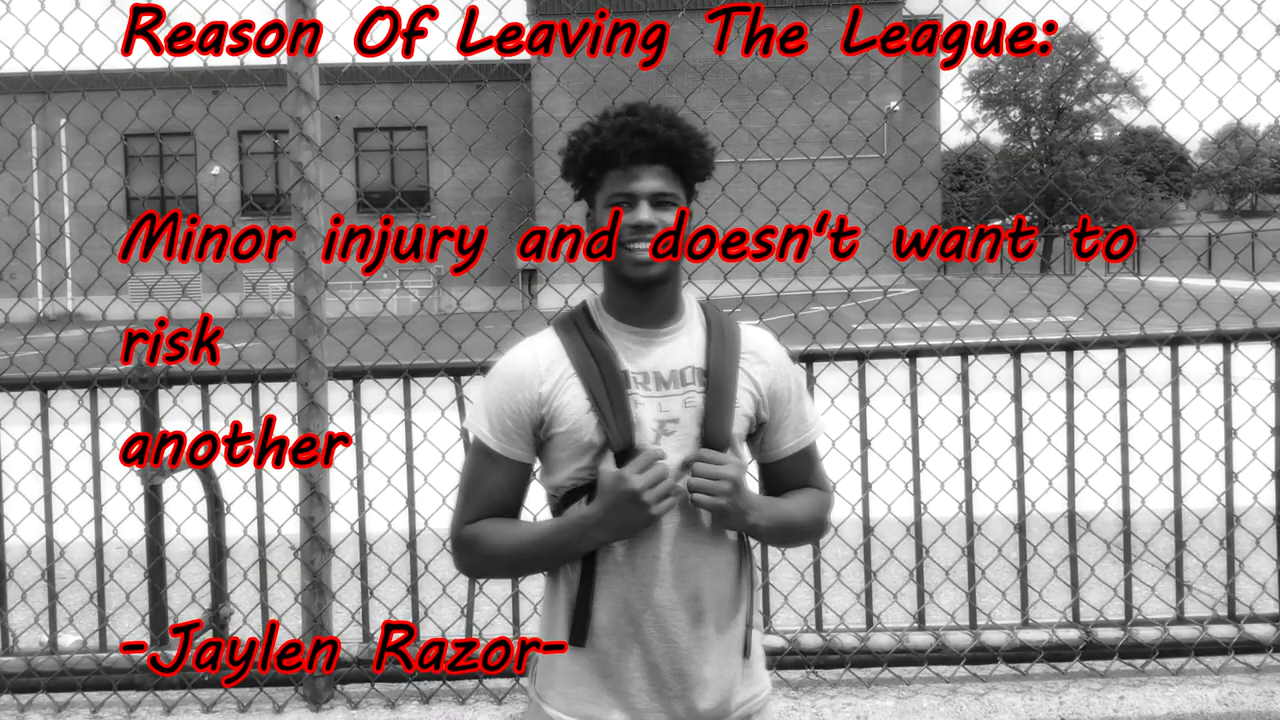 Reason Of Leaving The League:
Minor injury and doesn't want to
risk
another
-Jaylen Razor-
F